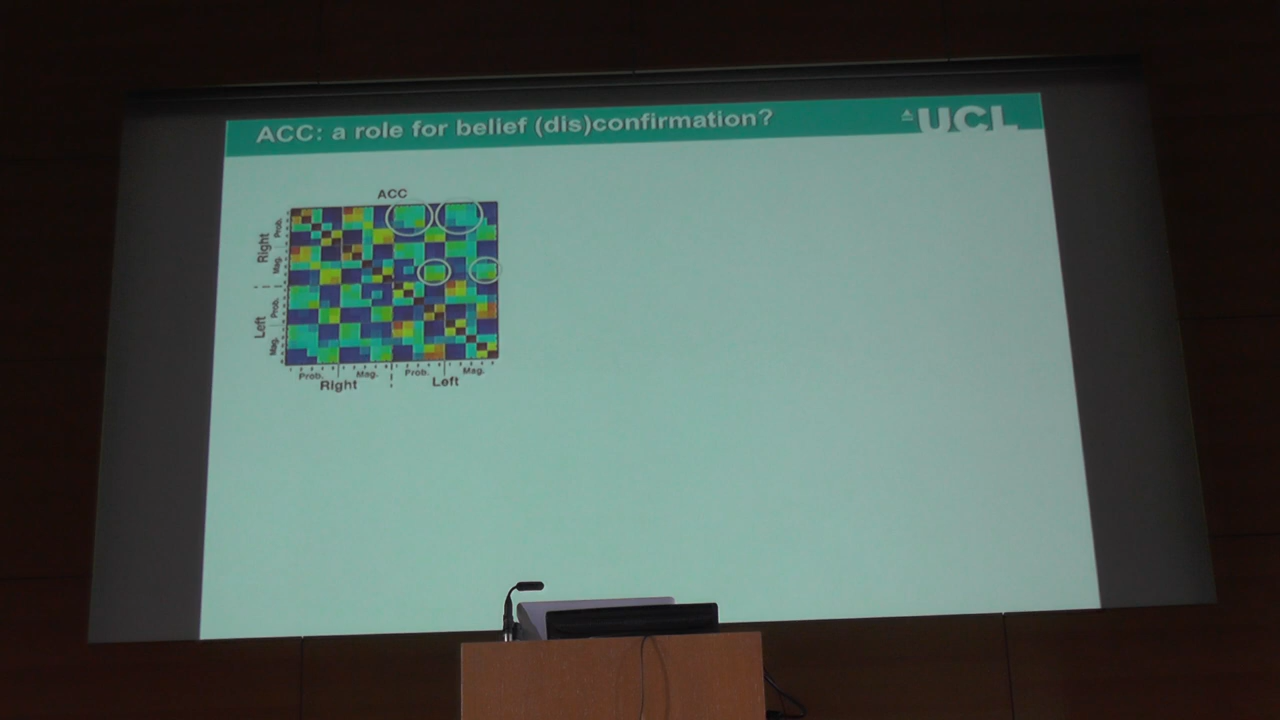 ACC: a role for belief (dis)confirmation?
UCL
ACC
Right
Prob.
Mag.
Left
Prob.
Mag.
Prob.
Mag.
Prob.
Mag.
Right
Left